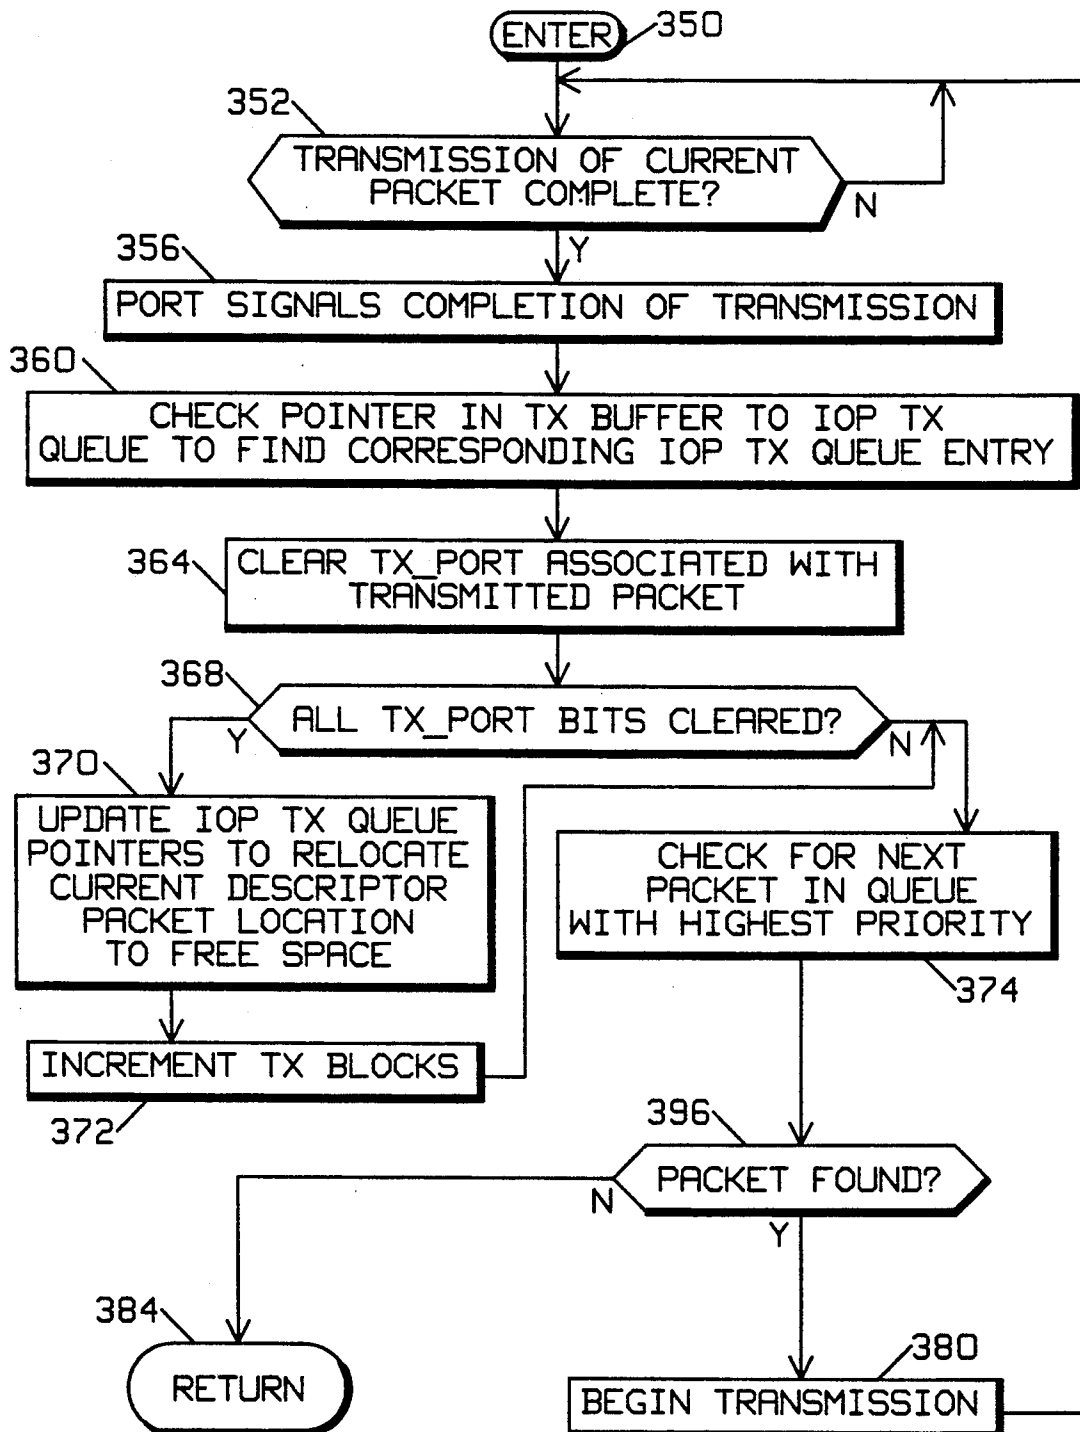 ENTER
350
352
TRANSMISSION OF CURRENT
PACKET COMPLETE?
N
Y
356
PORT SIGNALS COMPLETION OF TRANSMISSION
360
CHECK POINTER IN TX BUFFER TO IOP TX
QUEUE TO FIND CORRESPONDING IOP TX QUEUE ENTRY
364
CLEAR TX_PORT ASSOCIATED WITH
TRANSMITTED PACKET
368
ALL TX_PORT BITS CLEARED?
Y
N
370
UPDATE IOP TX QUEUE
POINTERS TO RELOCATE
CURRENT DESCRIPTOR
PACKET LOCATION
TO FREE SPACE
CHECK FOR NEXT
PACKET IN QUEUE
WITH HIGHEST PRIORITY
374
INCREMENT TX BLOCKS
372
396
PACKET FOUND?
N
Y
384
RETURN
380
BEGIN TRANSMISSION